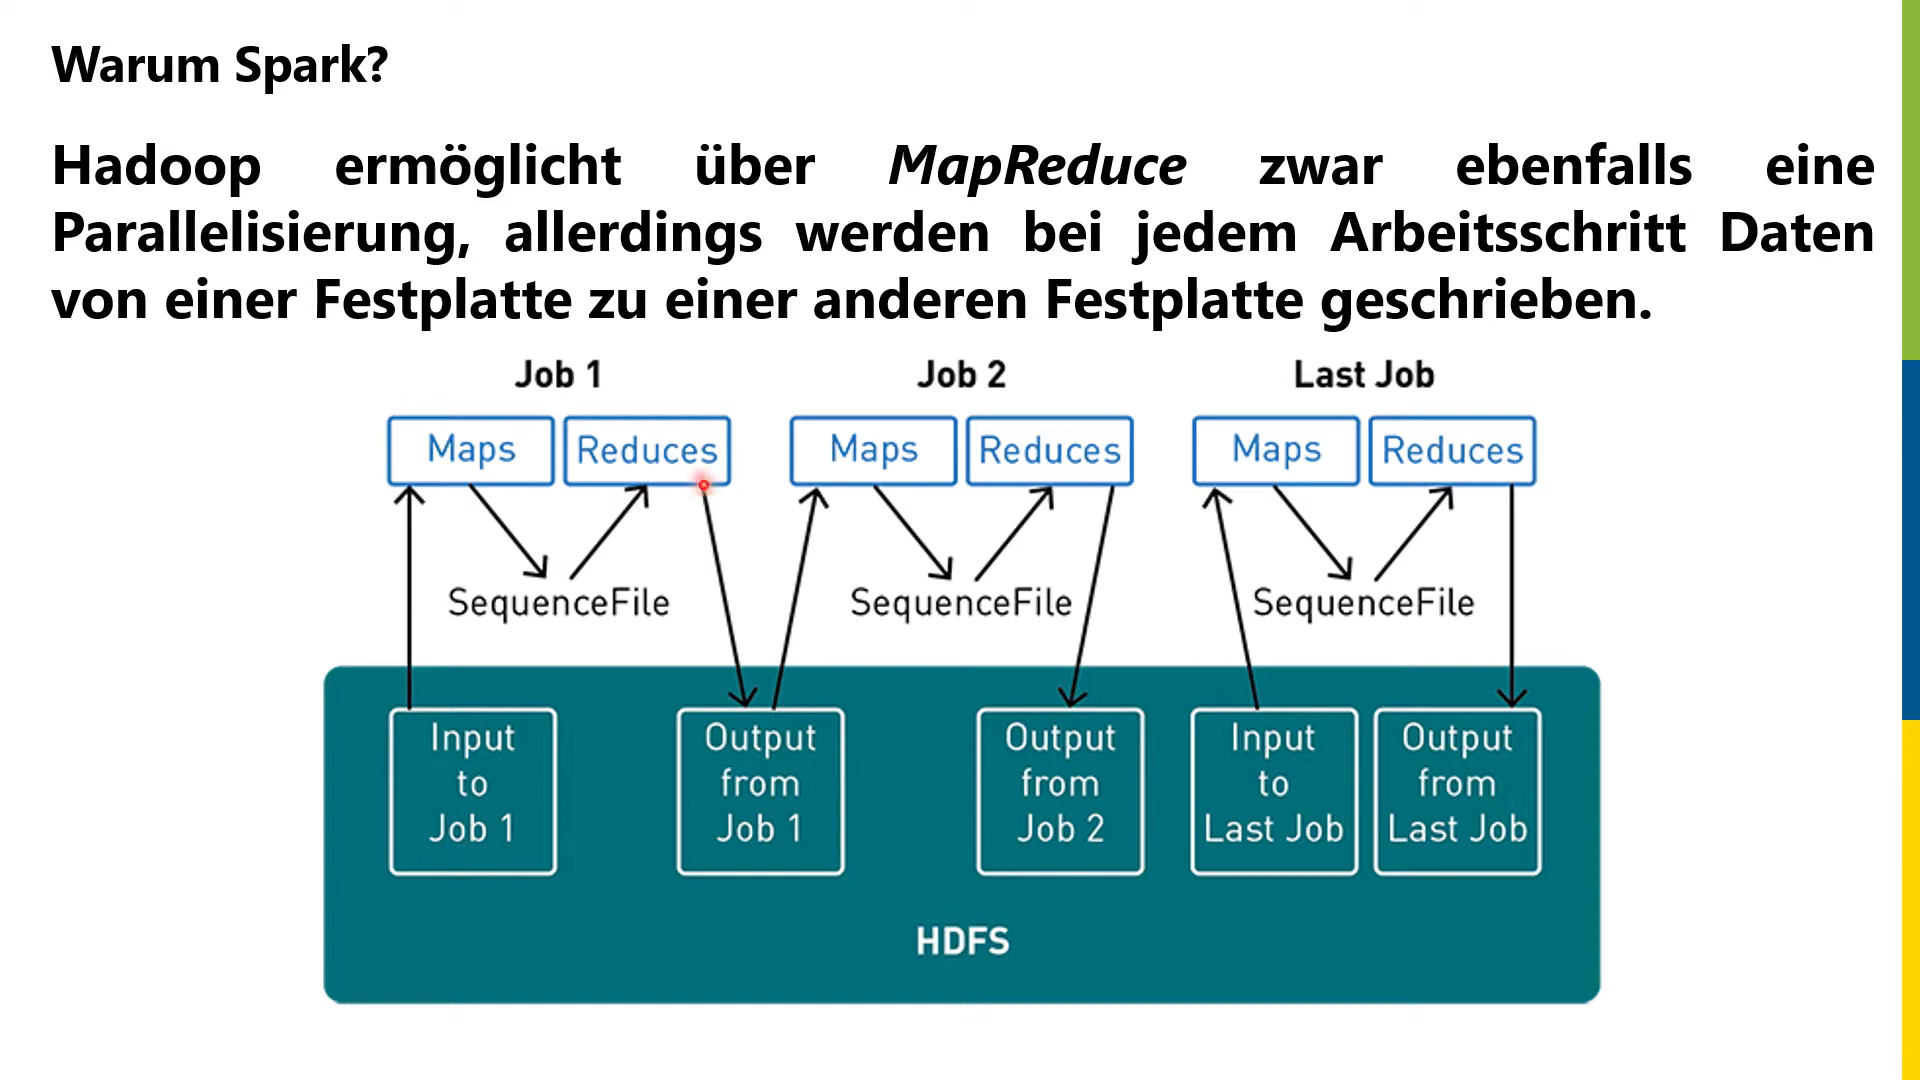 Warum Spark?
Hadoop ermöglicht über MapReduce zwar ebenfalls eine
Parallelisierung, allerdings werden bei jedem Arbeitsschritt Daten
von einer Festplatte zu einer anderen Festplatte geschrieben.
Job 1
Job 2
Last Job
Maps
Reduces
Maps
Reduces
Maps
Reduces
SequenceFile
SequenceFile
SequenceFile
Input
to
Job 1
Output
from
Job 1
Output
from
Job 2
Input
to
Last Job
Output
from
Last Job
HDFS